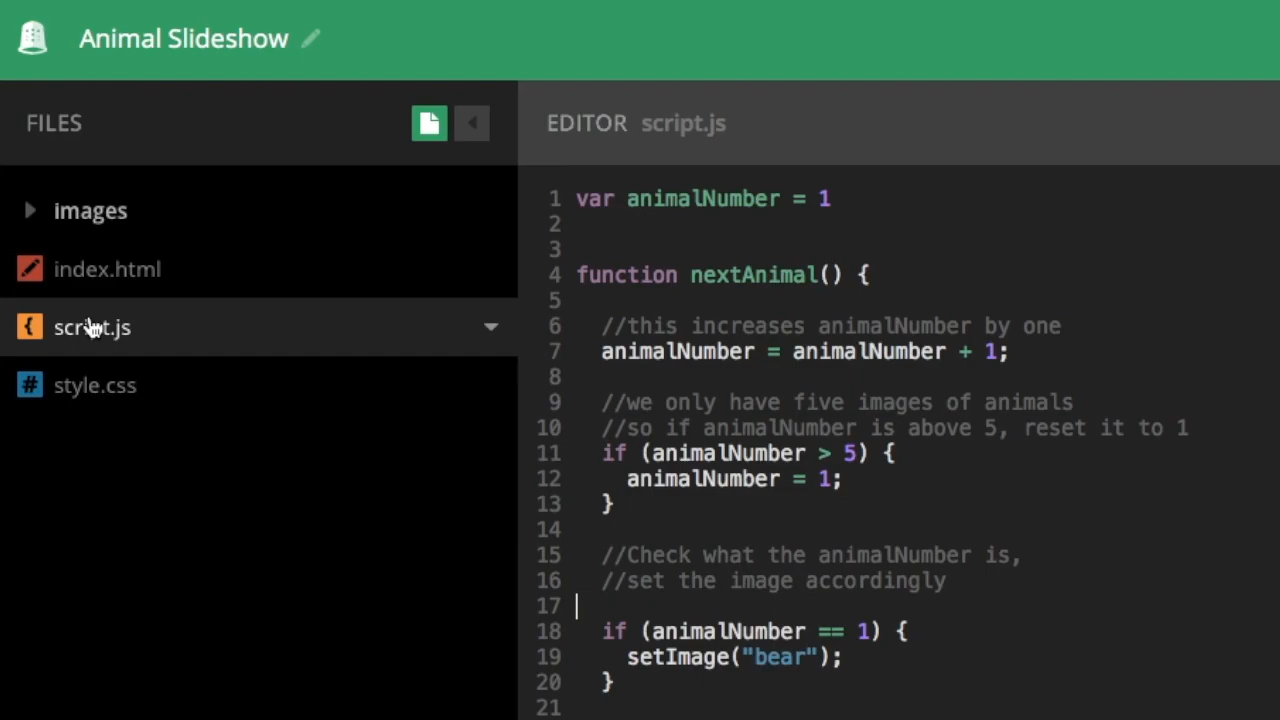 Animal Slideshow
FILES
images
index.html
script.js
style.css
EDITOR script.js
1 var animalNumber = 1
2
3
4 function nextAnimal() {
5
6 //this increases animalNumber by one
7 animalNumber = animalNumber + 1;
8
9 //we only have five images of animals
10 //so if animalNumber is above 5, reset it to 1
11 if (animalNumber > 5) {
12 animalNumber = 1;
13 }
14
15 //Check what the animalNumber is,
16 //set the image accordingly
17
18 if (animalNumber == 1) {
19 setImage("bear");
20 }
21